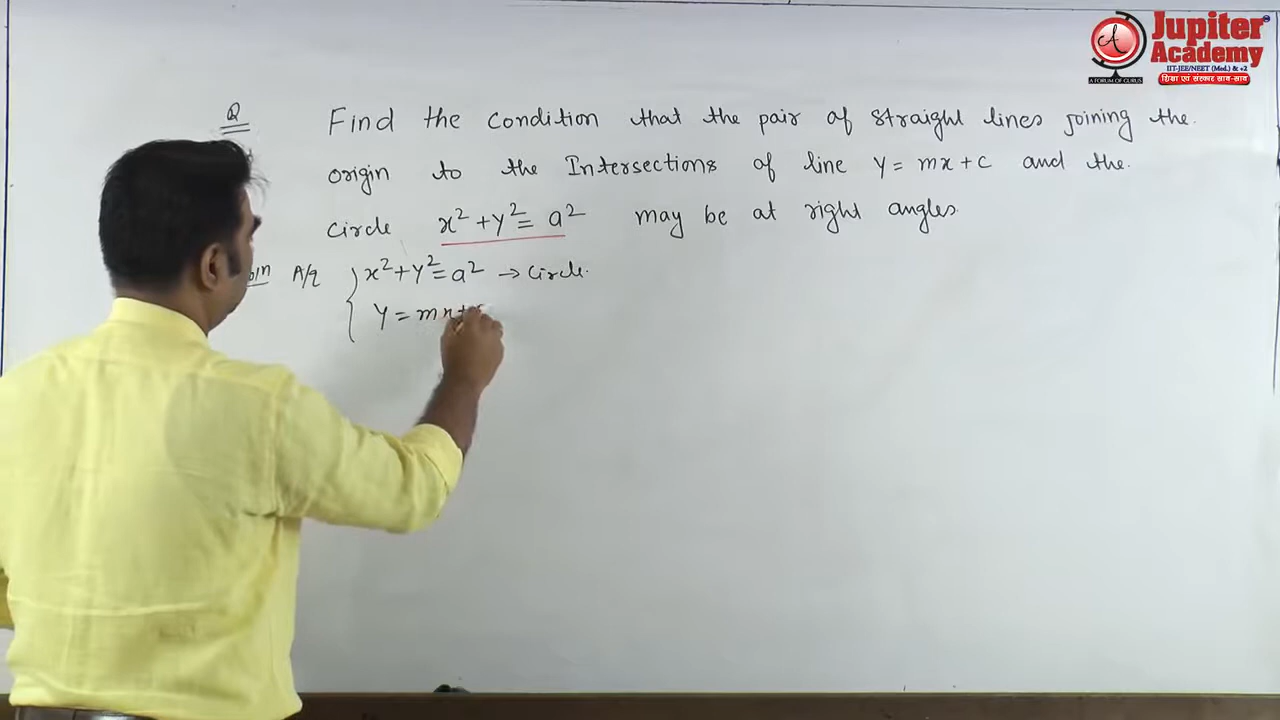 Jupiter
Academy
IIT-JEE/NEET (Med.) & +2
A FORUM OF GURUS
शिक्षा एवं संस्कार साथ-साथ
Q Find the Condition that the pair of straight lines joining the.
origin to the Intersections of line y = mx + c and the.
Circle x² + y² = a² may be at right angles.
A/q x² + y² = a² → Circle.
y = mx +